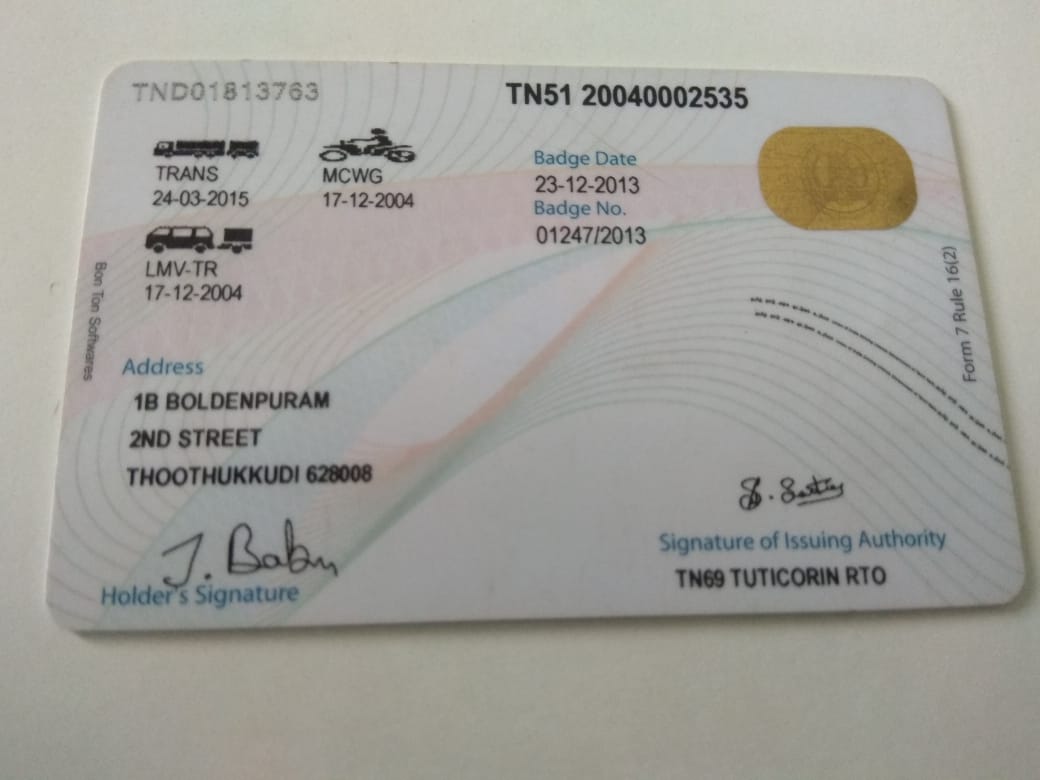 TND01813763
TN51 20040002535
TRANS
24-03-2015
MCWG
17-12-2004
LMV-TR
17-12-2004
Badge Date
23-12-2013
Badge No.
01247/2013
Bon Ton Softwares
Form 7 Rule 16(2)
Address
1B BOLDENPURAM
2ND STREET
THOOTHUKKUDI 628008
J. Babu
Holder's Signature
Signature of Issuing Authority
TN69 TUTICORIN RTO